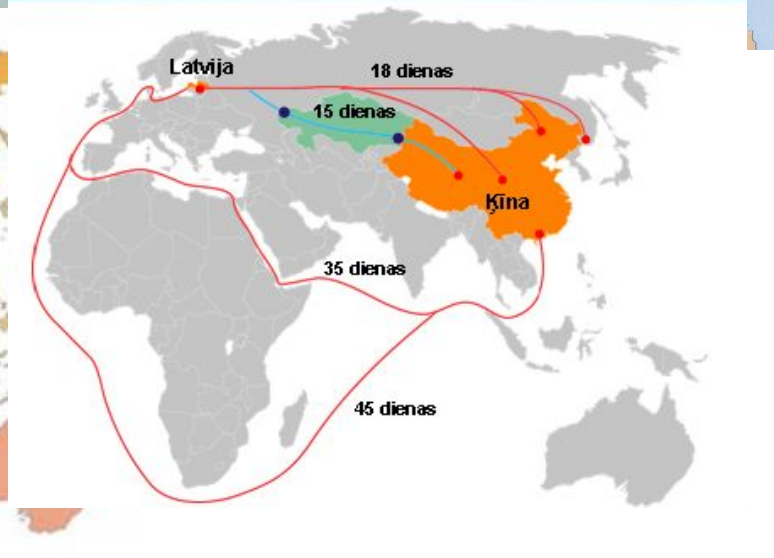 Latvija
18 dienas
15 dienas
Ķīna
35 dienas
45 dienas